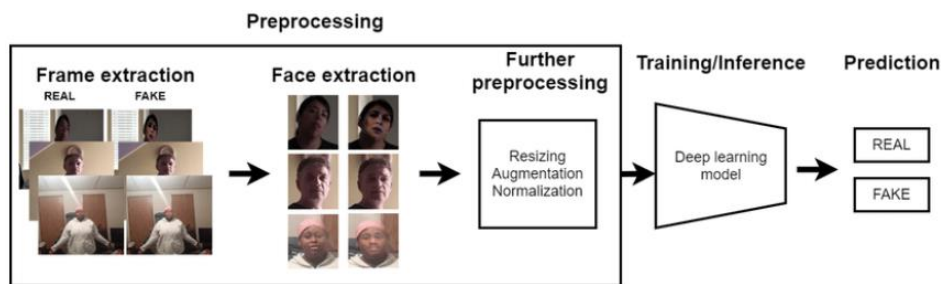 Preprocessing
Frame extraction
REAL FAKE
Face extraction
Further
preprocessing
Resizing
Augmentation
Normalization
Training/Inference
Deep learning
model
Prediction
REAL
FAKE